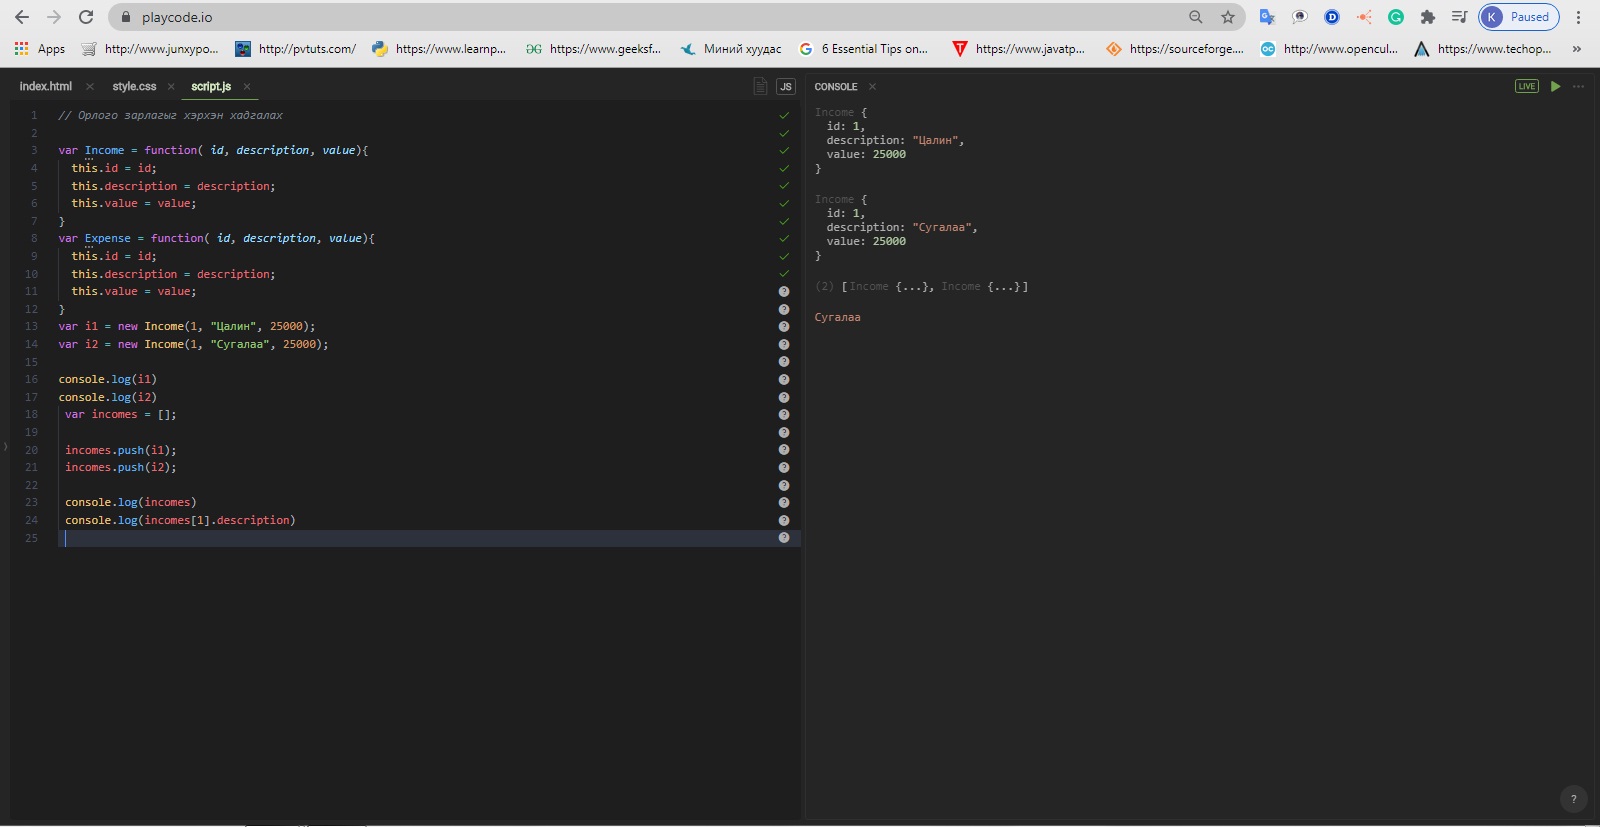 playcode.io
K Paused
Apps http://www.junxypo... http://pvtuts.com/ https://www.learnp... https://www.geeksf... Миний хуудас 6 Essential Tips on... https://www.javatp... https://sourceforge.... http://www.opencul... https://www.techop... »
index.html × style.css × script.js × JS
1 // Орлого зарлагыг хэрхэн хадгалах
2
3 var Income = function( id, description, value){
4 this.id = id;
5 this.description = description;
6 this.value = value;
7 }
8 var Expense = function( id, description, value){
9 this.id = id;
10 this.description = description;
11 this.value = value;
12 }
13 var i1 = new Income(1, "Цалин", 25000);
14 var i2 = new Income(1, "Сугалаа", 25000);
15
16 console.log(i1)
17 console.log(i2)
18 var incomes = [];
19
20 incomes.push(i1);
21 incomes.push(i2);
22
23 console.log(incomes)
24 console.log(incomes[1].description)
25
CONSOLE × LIVE
Income {
id: 1,
description: "Цалин",
value: 25000
}
Income {
id: 1,
description: "Сугалаа",
value: 25000
}
(2) [Income {...}, Income {...}]
Сугалаа
?